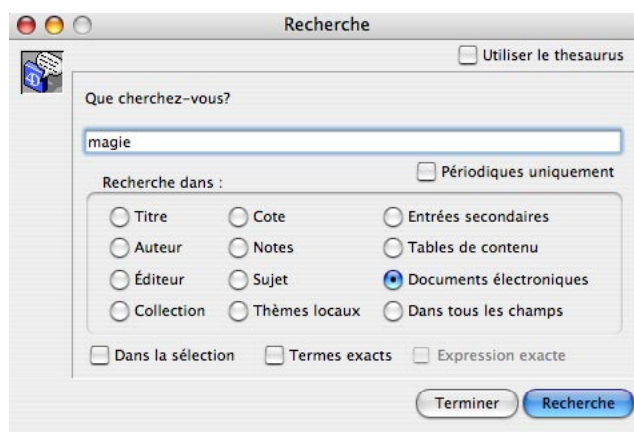 Recherche
Utiliser le thesaurus
Que cherchez-vous?
magie
Périodiques uniquement
Recherche dans :
Titre Cote Entrées secondaires
Auteur Notes Tables de contenu
Éditeur Sujet Documents électroniques
Collection Thèmes locaux Dans tous les champs
Dans la sélection Termes exacts Expression exacte
Terminer Recherche